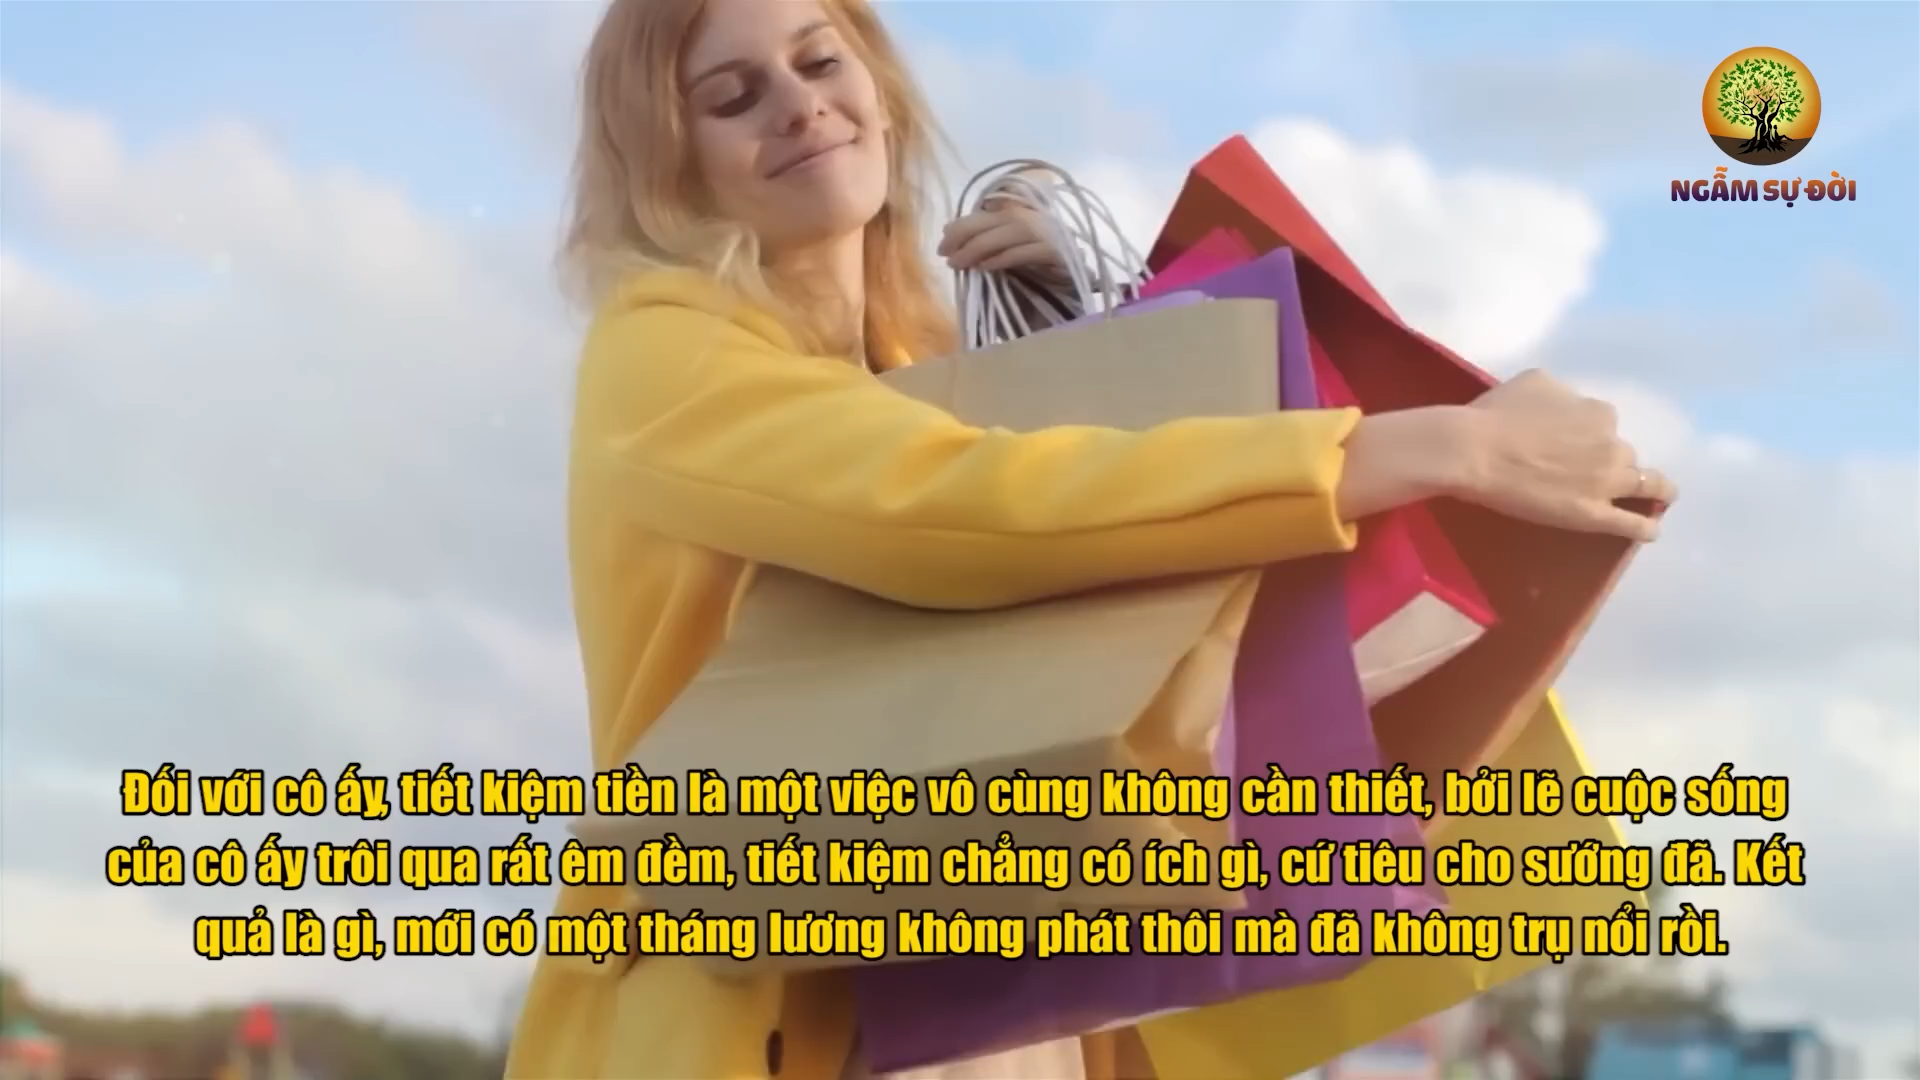 NGẪM SỰ ĐỜI
Đối với cô ấy, tiết kiệm tiền là một việc vô cùng không cần thiết, bởi lẽ cuộc sống
của cô ấy trôi qua rất êm đềm, tiết kiệm chẳng có ích gì, cứ tiêu cho sướng đã. Kết
quả là gì, mới có một tháng lương không phát thôi mà đã không trụ nổi rồi.